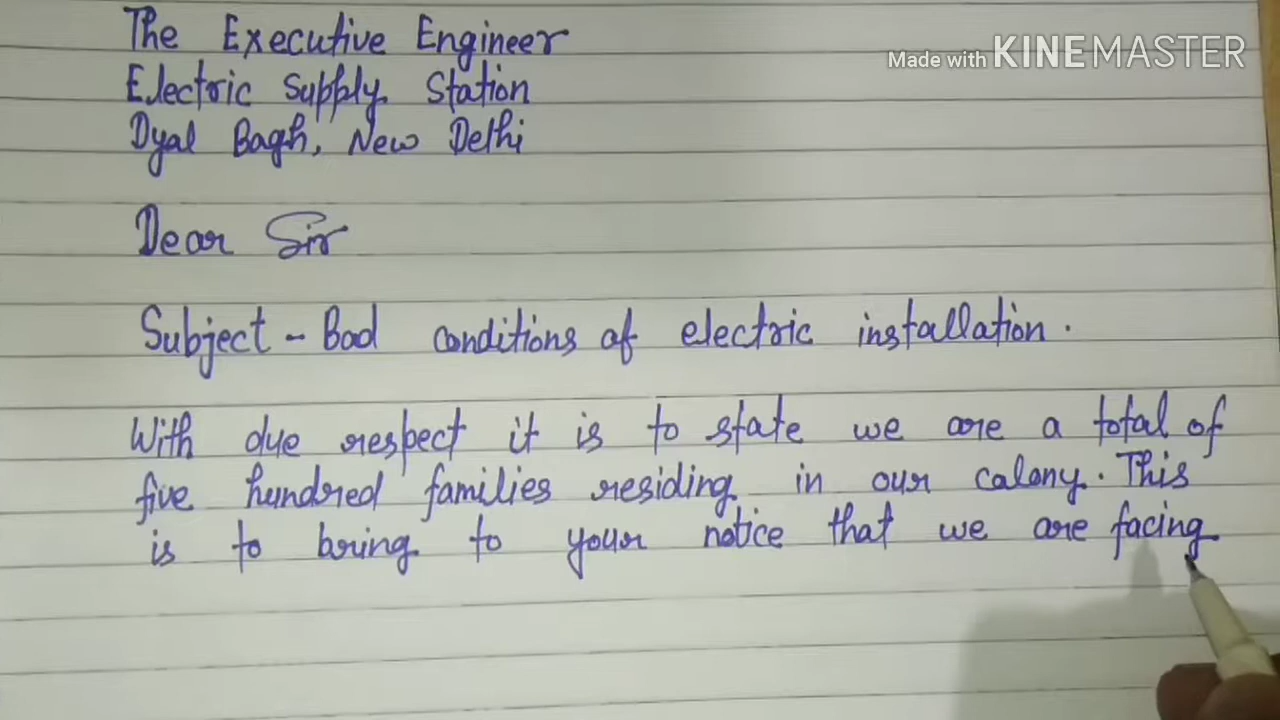 The Executive Engineer
Made with KINEMASTER
Electric Supply Station
Dyal Bagh, New Delhi
Dear Sir
Subject - Bad conditions of electric installation.
With due respect it is to state we are a total of
five hundred families residing in our calony. This
is to bring to your notice that we are facing